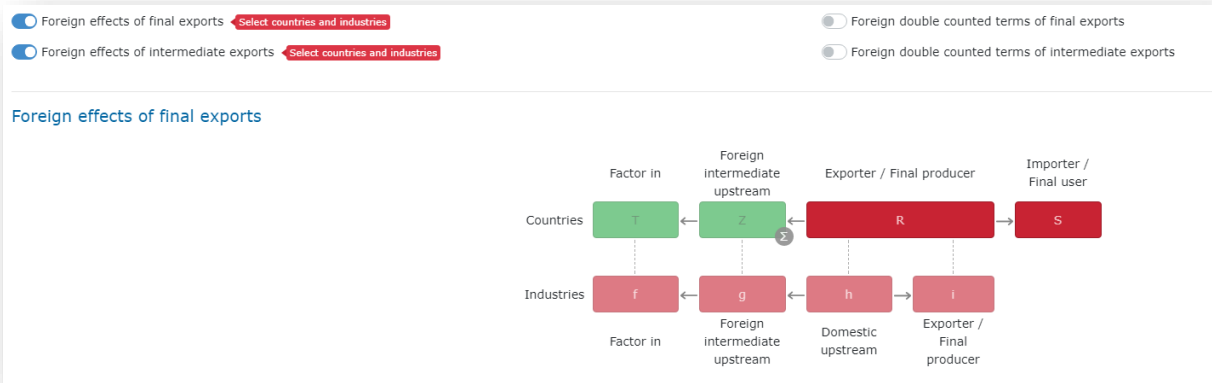 Foreign effects of final exports Select countries and industries Foreign double counted terms of final exports
Foreign effects of intermediate exports Select countries and industries Foreign double counted terms of intermediate exports
Foreign effects of final exports
Factor in
Foreign
intermediate
upstream
Exporter / Final producer
Importer /
Final user
Countries T Z R S
Σ
Industries f g h i
Factor in
Foreign
intermediate
upstream
Domestic
upstream
Exporter /
Final
producer